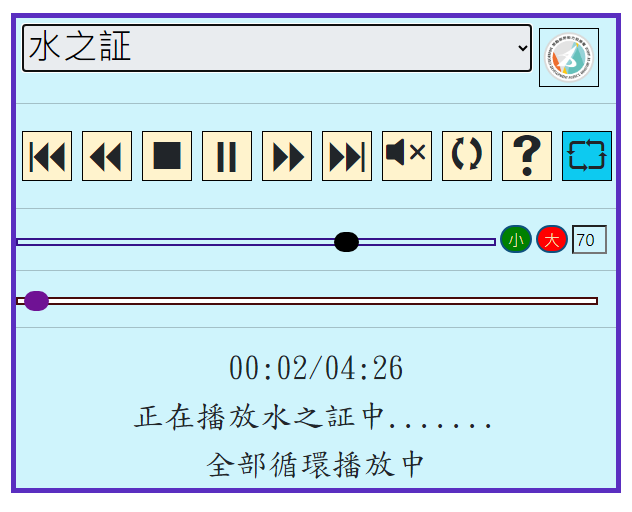 水之証
小 大 70
00:02/04:26
正在播放水之証中.......
全部循環播放中